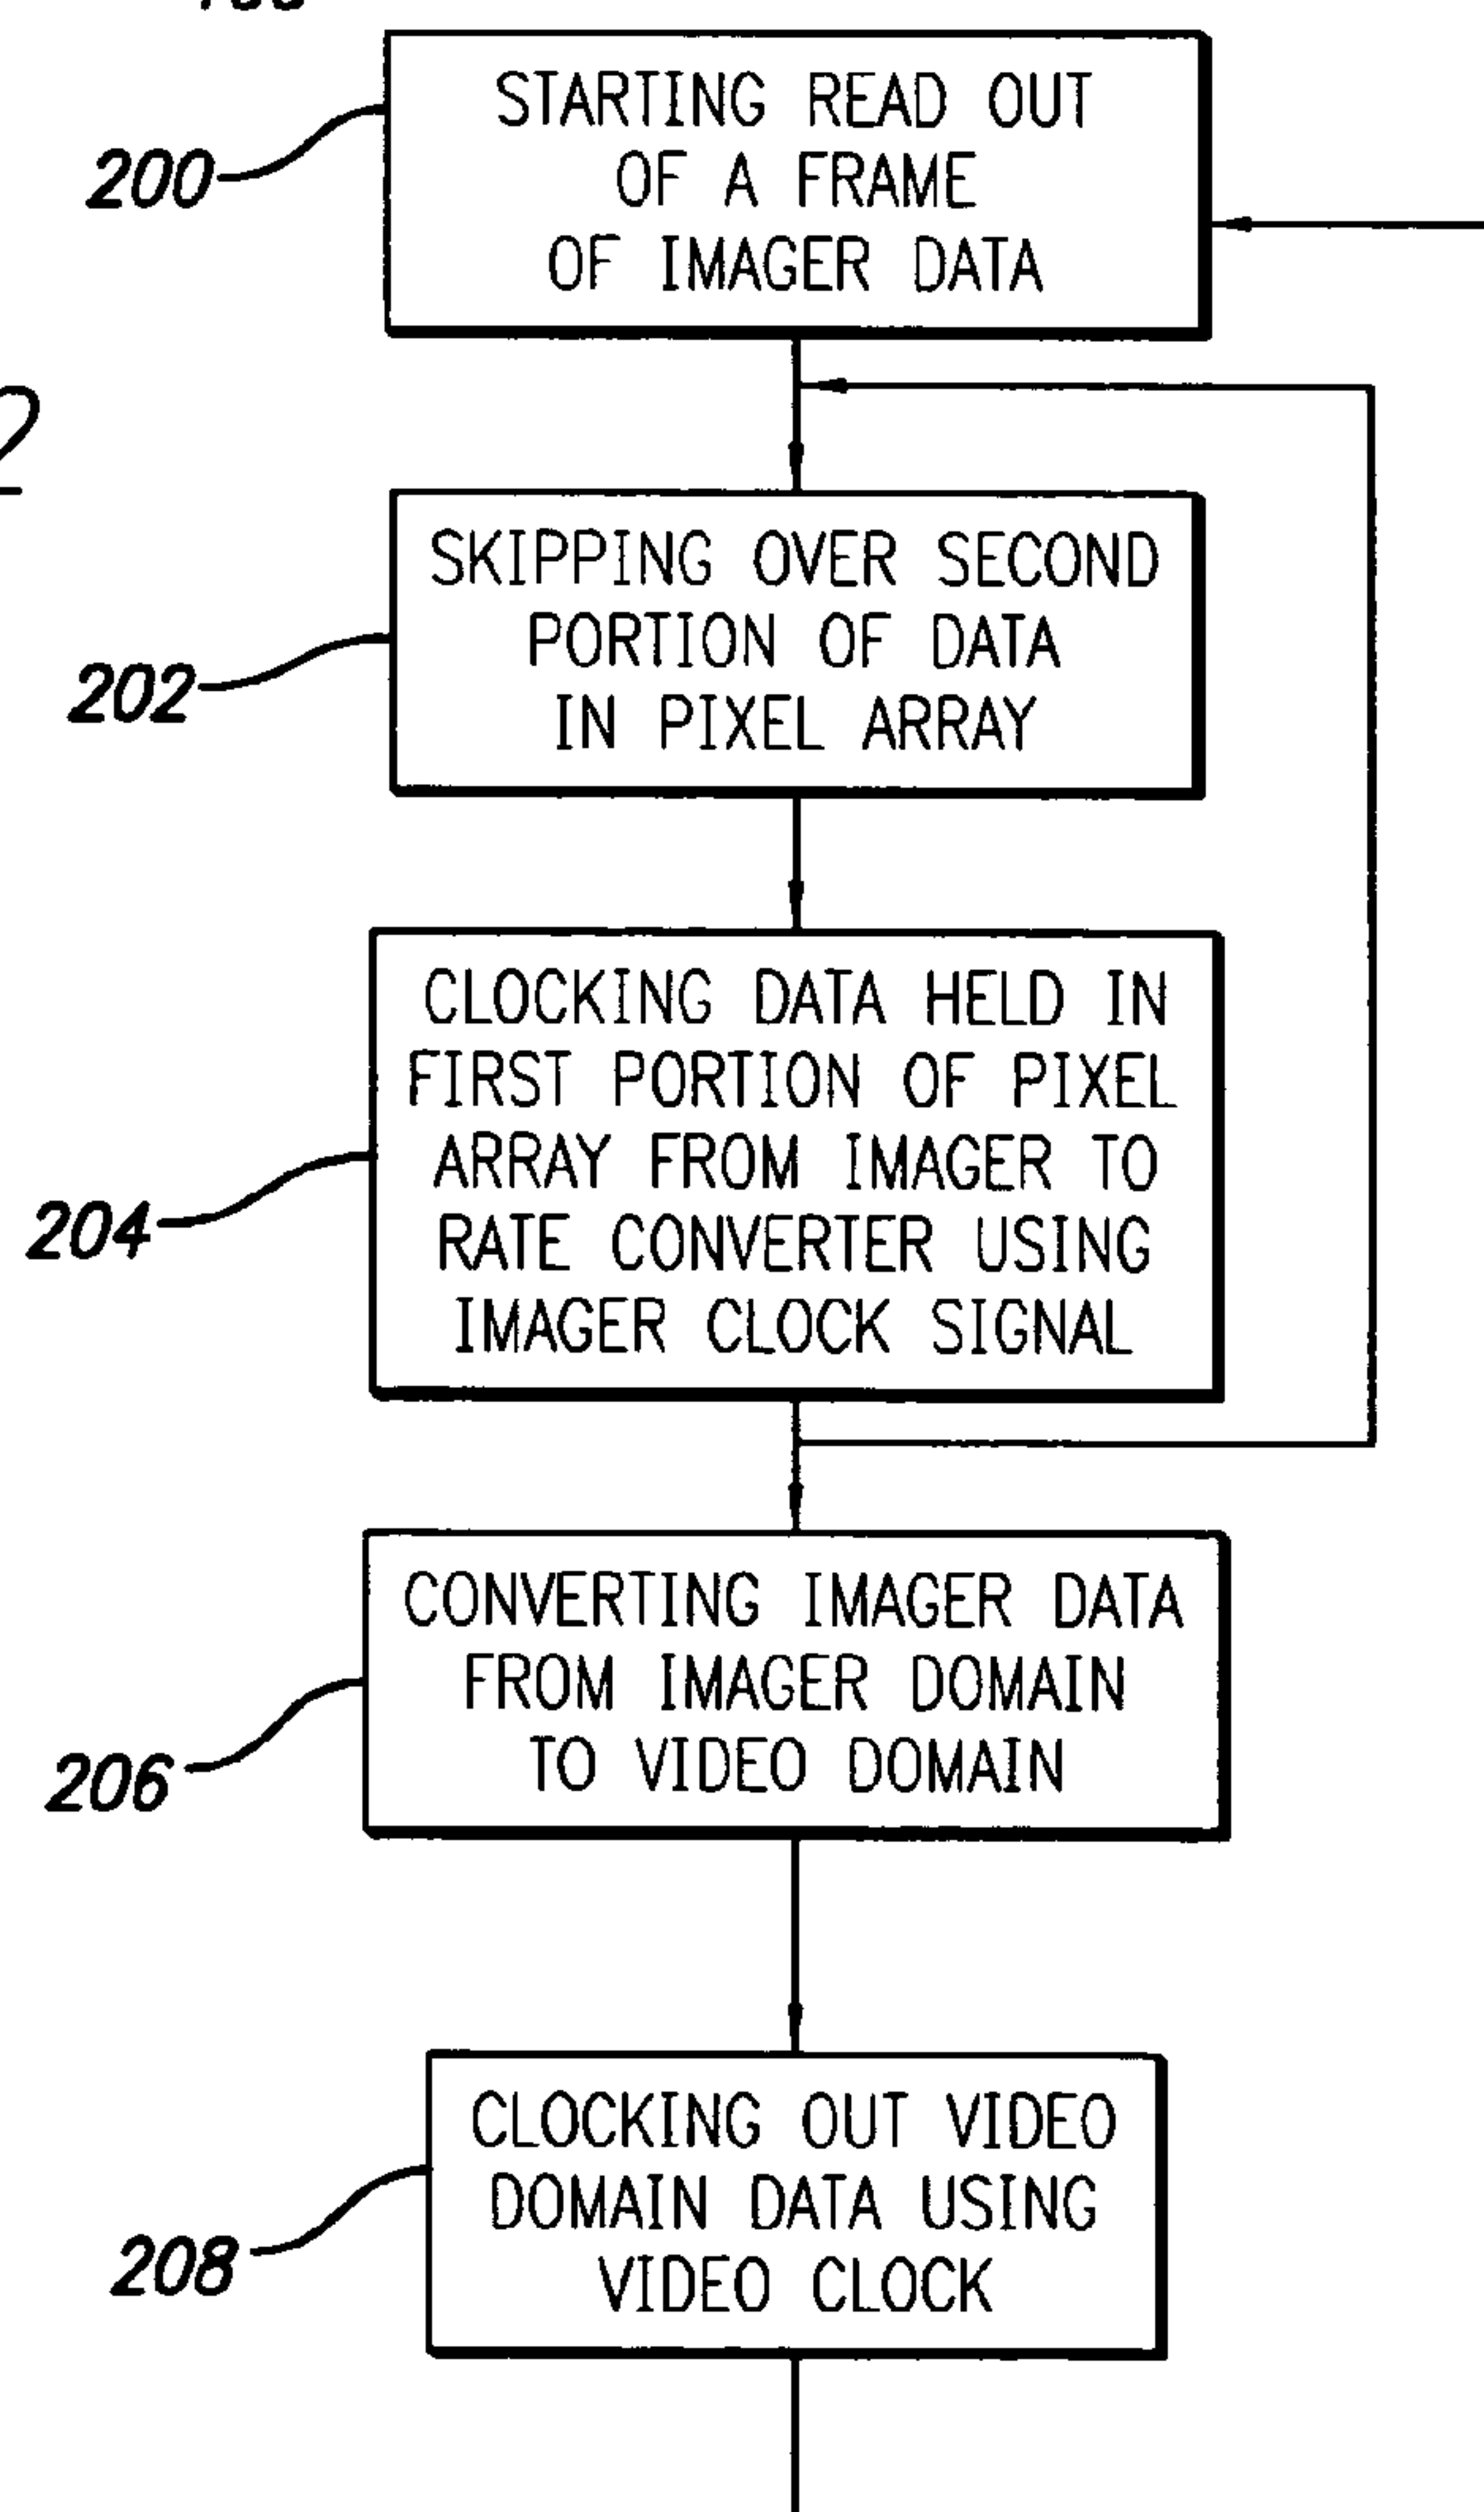 STARTING READ OUT
OF A FRAME
OF IMAGER DATA
200
2
SKIPPING OVER SECOND
PORTION OF DATA
IN PIXEL ARRAY
202
CLOCKING DATA HELD IN
FIRST PORTION OF PIXEL
ARRAY FROM IMAGER TO
RATE CONVERTER USING
IMAGER CLOCK SIGNAL
204
CONVERTING IMAGER DATA
FROM IMAGER DOMAIN
TO VIDEO DOMAIN
206
CLOCKING OUT VIDEO
DOMAIN DATA USING
VIDEO CLOCK
208